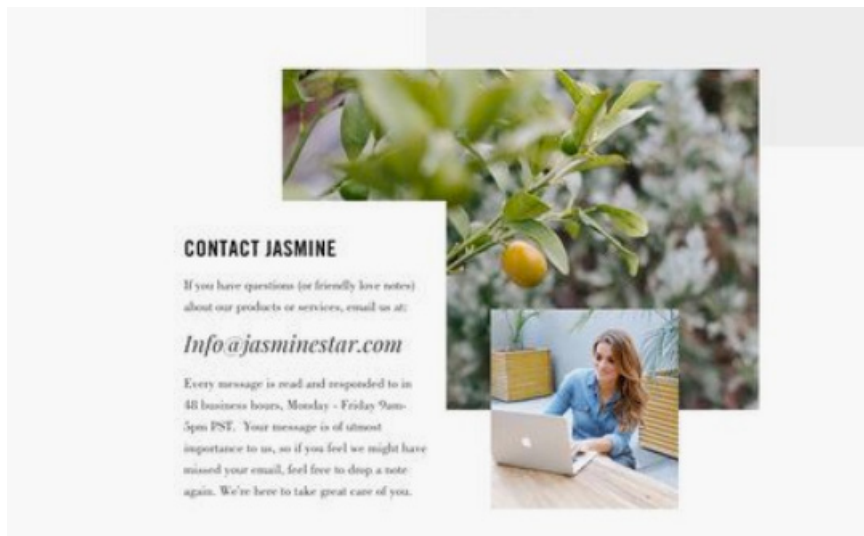 CONTACT JASMINE
If you have questions (or friendly love notes)
about our products or services, email us at:
Info@jasminestar.com
Every message is read and responded to in
48 business hours, Monday - Friday 9am-
5pm PST. Your message is of utmost
importance to us, so if you feel we might have
missed your email, feel free to drop a note
again. We're here to take great care of you.